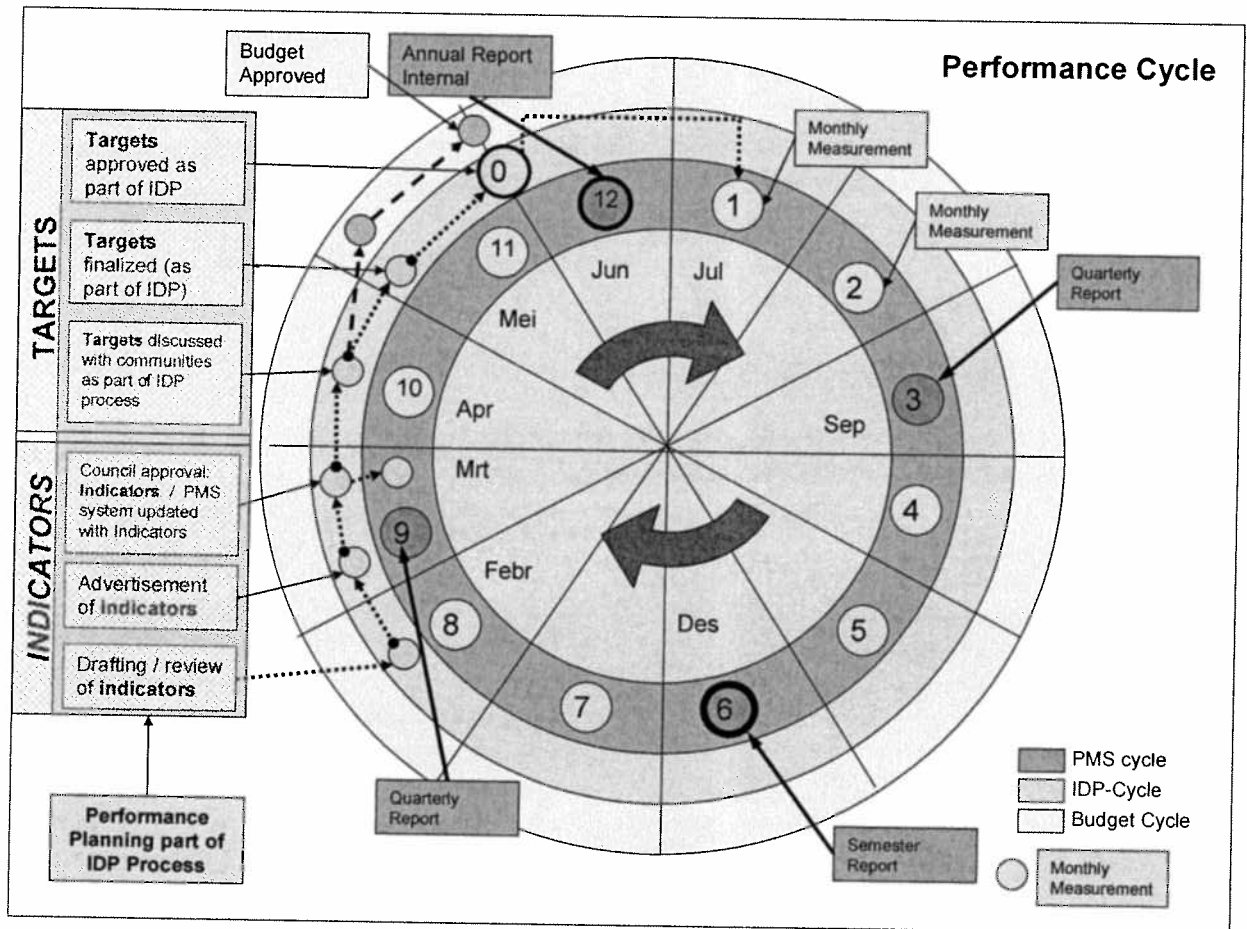 Performance Cycle
Budget
Approved
Annual Report
Internal
Monthly
Measurement
Monthly
Measurement
Quarterly
Report
TARGETS
Targets
approved as
part of IDP
Targets
finalized (as
part of IDP)
Targets discussed
with communities
as part of IDP
process
INDICATORS
Council approval:
Indicators / PMS
system updated
with Indicators
Advertisement
of indicators
Drafting / review
of indicators
Performance
Planning part of
IDP Process
0
12
1
11
2
10
3
9
4
8
5
7
6
Jun
Jul
Mei
Apr
Sep
Mrt
Febr
Des
Quarterly
Report
Semester
Report
PMS cycle
IDP-Cycle
Budget Cycle
Monthly
Measurement